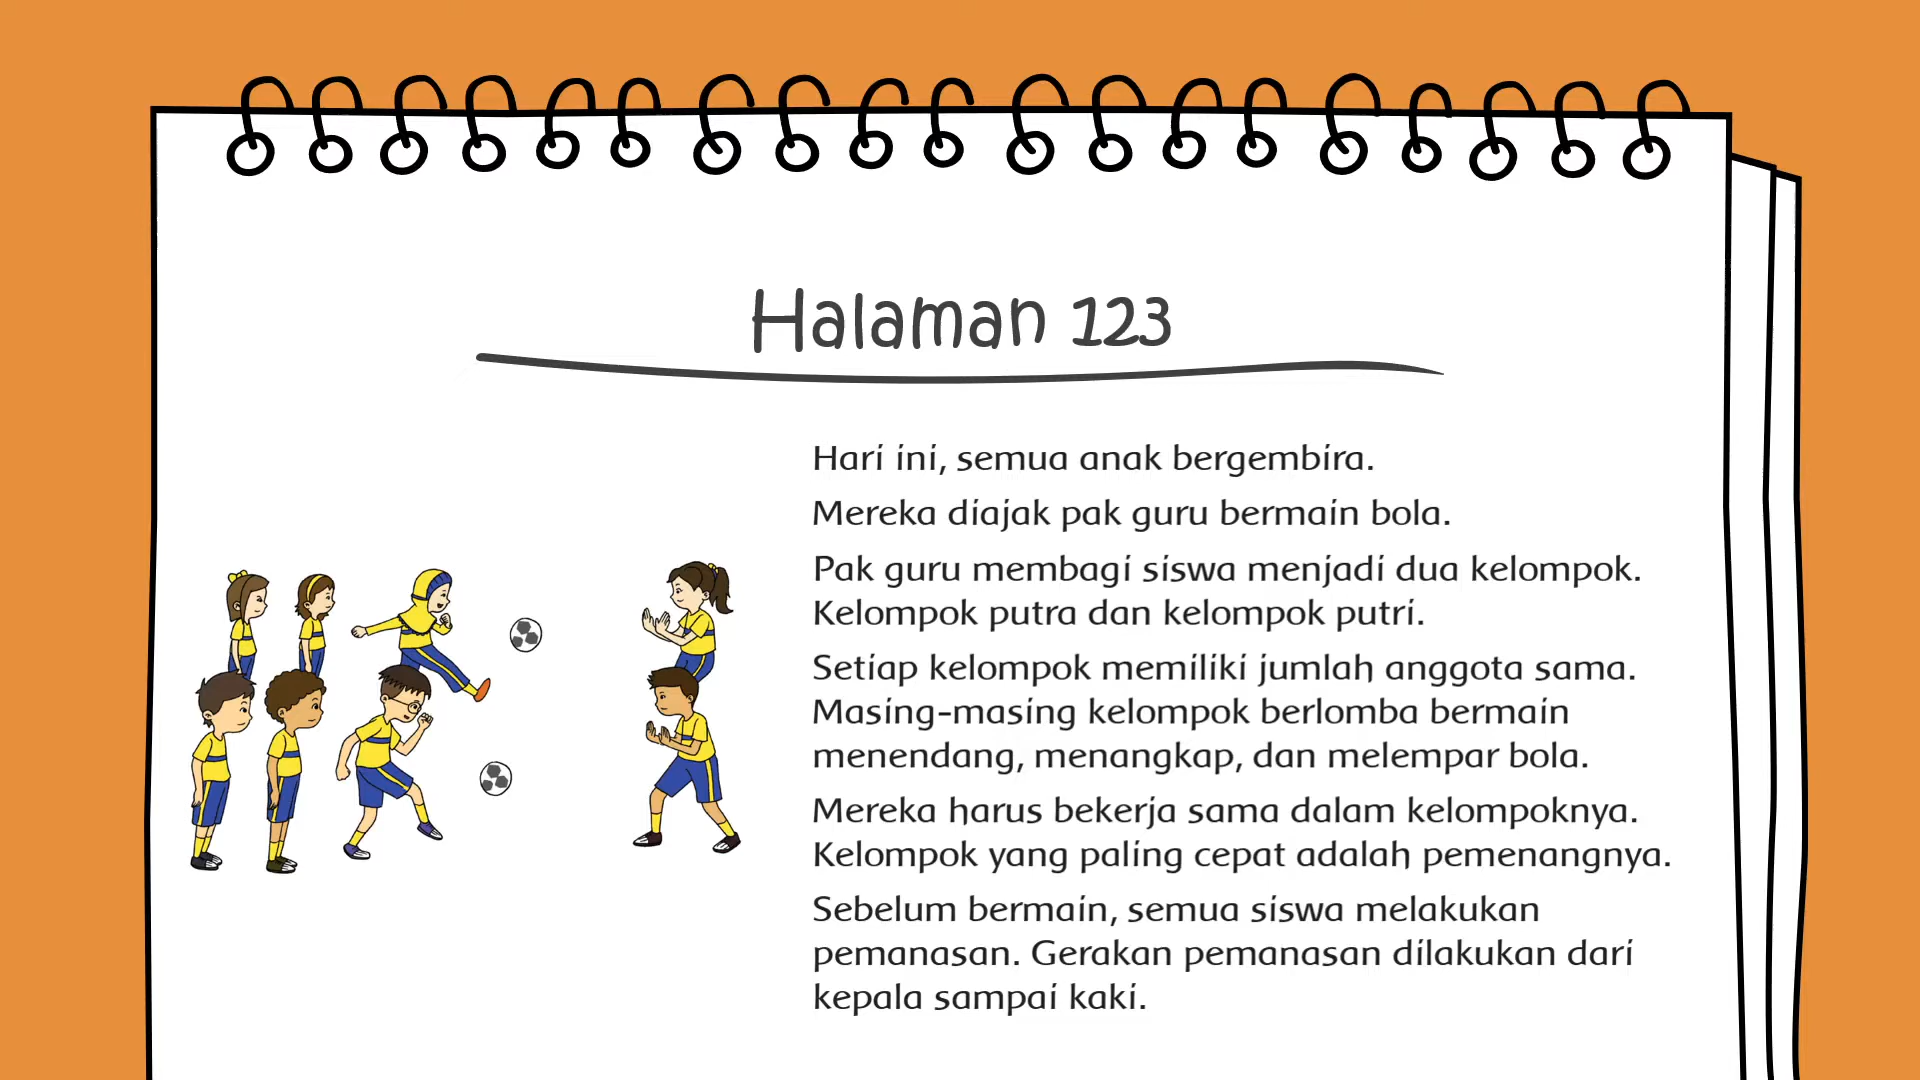 Halaman 123
Hari ini, semua anak bergembira.
Mereka diajak pak guru bermain bola.
Pak guru membagi siswa menjadi dua kelompok.
Kelompok putra dan kelompok putri.
Setiap kelompok memiliki jumlah anggota sama.
Masing-masing kelompok berlomba bermain
menendang, menangkap, dan melempar bola.
Mereka harus bekerja sama dalam kelompoknya.
Kelompok yang paling cepat adalah pemenangnya.
Sebelum bermain, semua siswa melakukan
pemanasan. Gerakan pemanasan dilakukan dari
kepala sampai kaki.